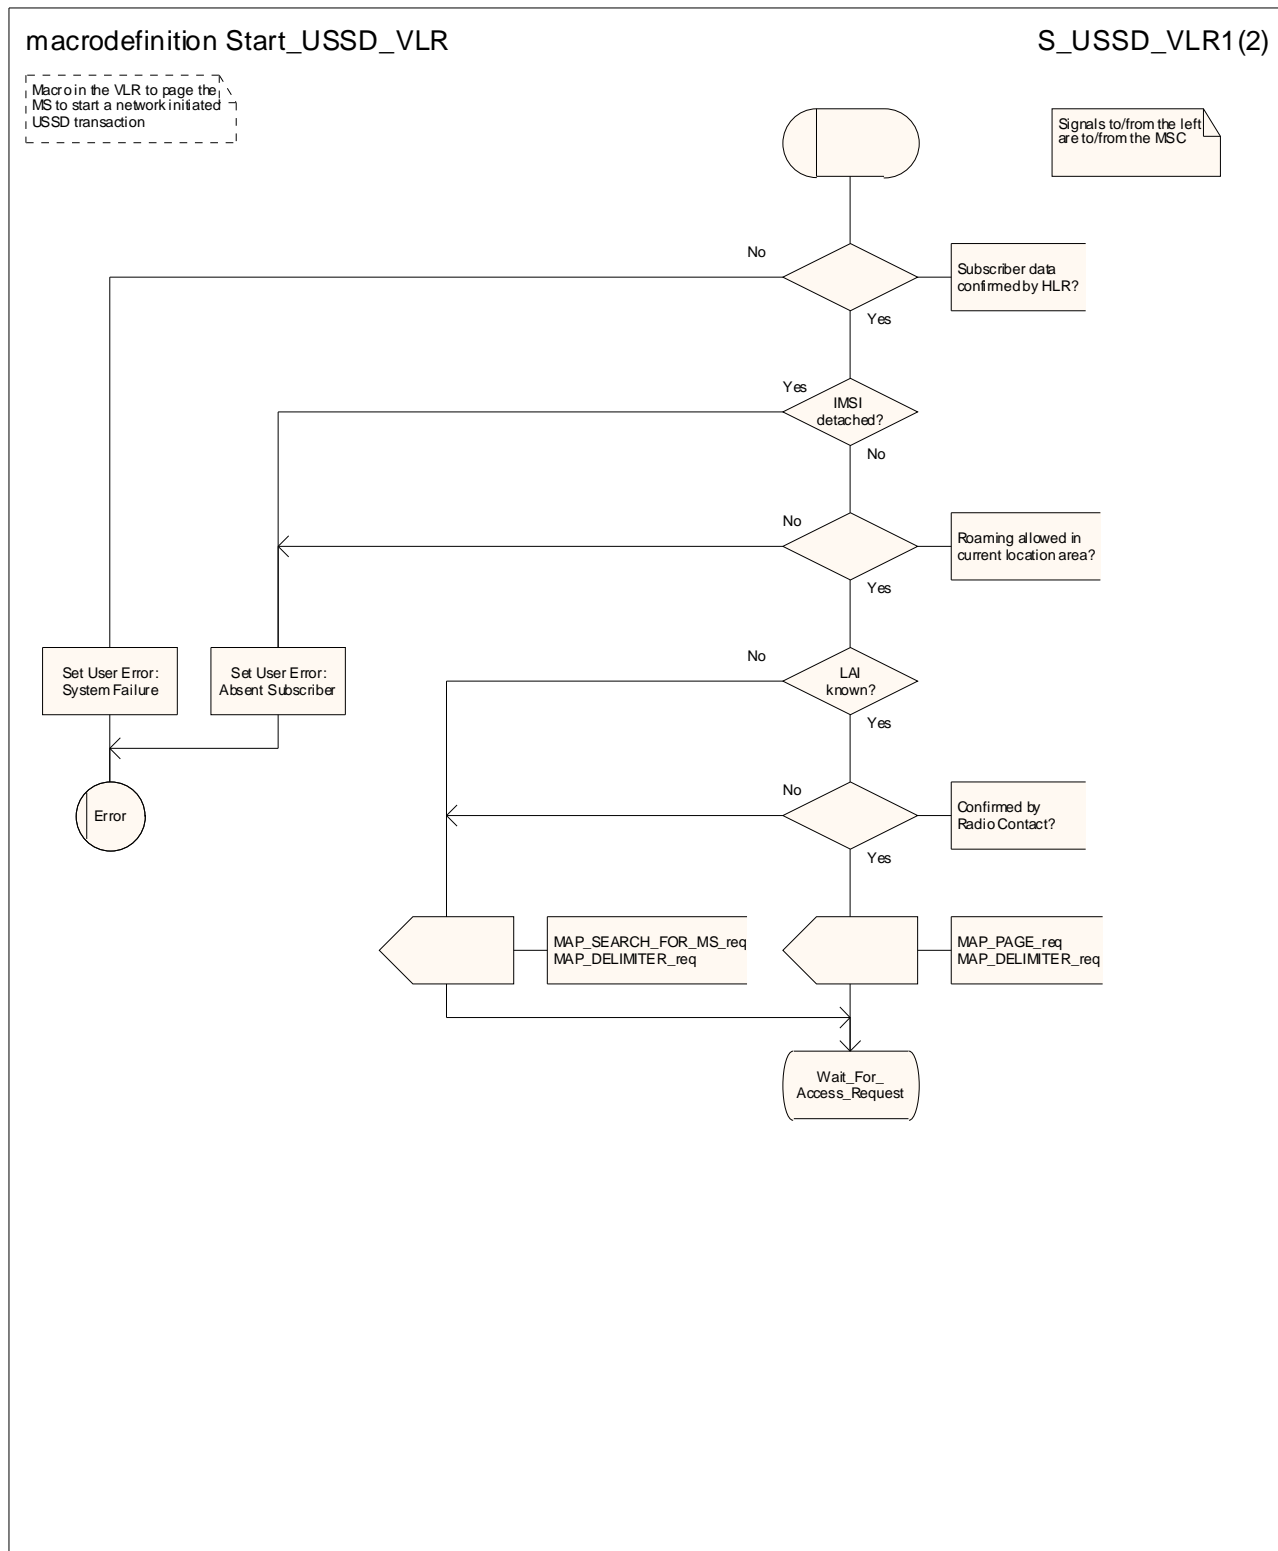 macrodefinition Start_USSD_VLR
S_USSD_VLR1(2)
Macro in the VLR to page the
MS to start a network initiated
USSD transaction
Signals to/from the left
are to/from the MSC
No
Subscriber data
confirmed by HLR?
Yes
Yes
IMSI
detached?
No
No
Roaming allowed in
current location area?
Yes
Set User Error:
System Failure
Set User Error:
Absent Subscriber
No
LAI
known?
Yes
Error
No
Confirmed by
Radio Contact?
Yes
MAP_SEARCH_FOR_MS_req
MAP_DELIMITER_req
MAP_PAGE_req
MAP_DELIMITER_req
Wait_For_
Access_Request